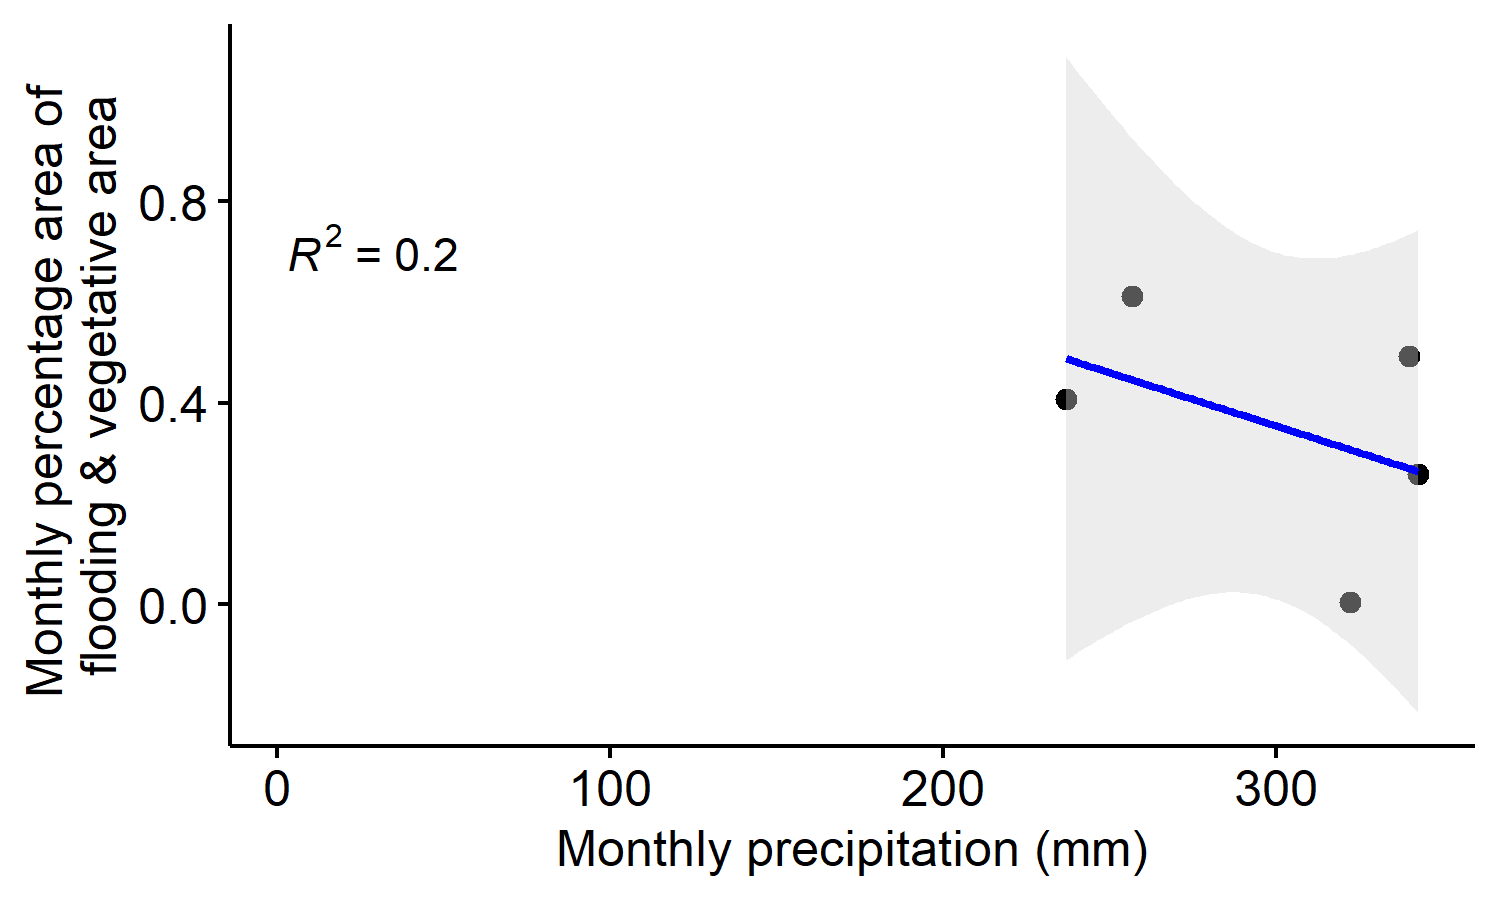 Monthly percentage area of
flooding & vegetative area
0.8
0.4
0.0
R² = 0.2
0 100 200 300
Monthly precipitation (mm)